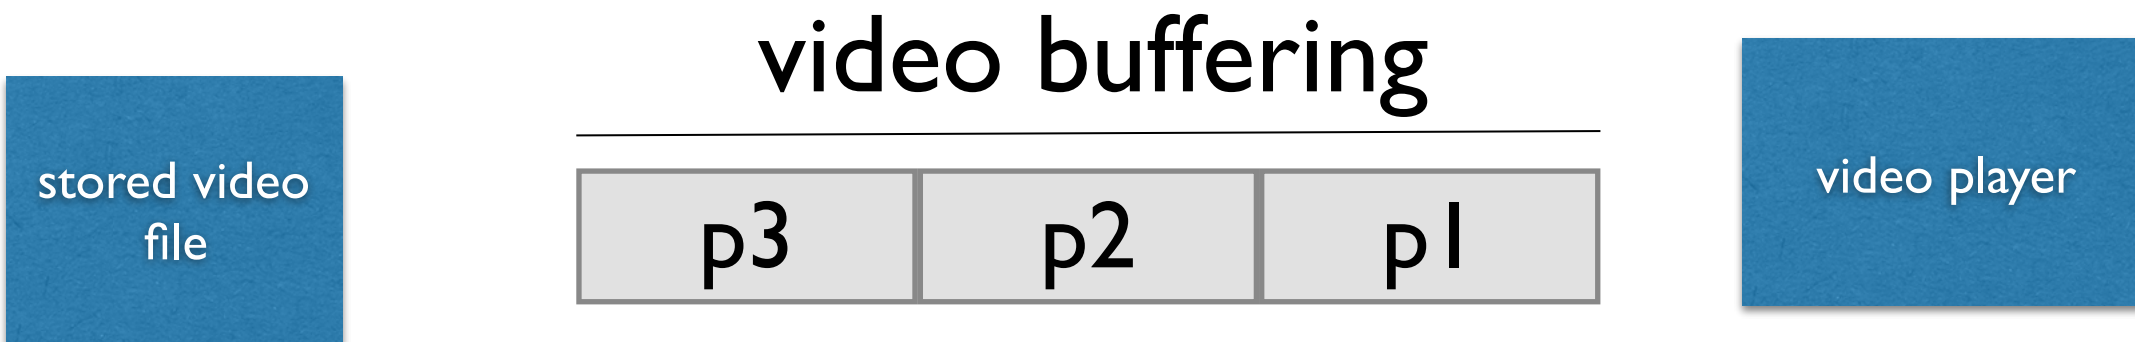 video buffering
stored video
file
p3 p2 p1
video player